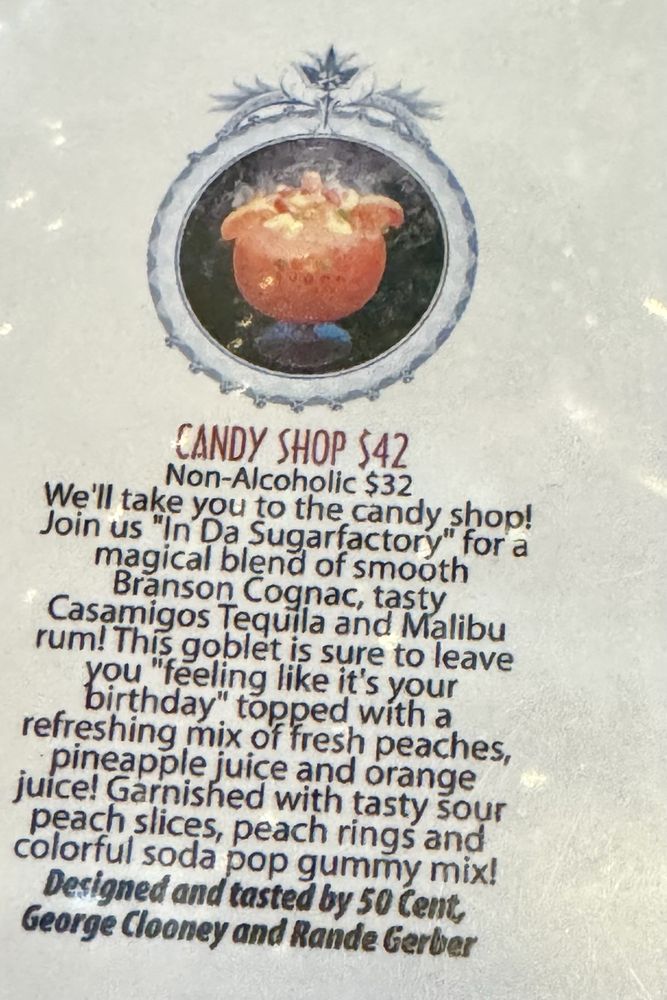 CANDY SHOP $42
Non-Alcoholic $32
We'll take you to the candy shop!
Join us "In Da Sugarfactory" for a
magical blend of smooth
Branson Cognac, tasty
Casamigos Tequila and Malibu
rum! This goblet is sure to leave
you "feeling like it's your
birthday" topped with a
refreshing mix of fresh peaches,
pineapple juice and orange
juice! Garnished with tasty sour
peach slices, peach rings and
colorful soda pop gummy mix!
Designed and tasted by 50 Cent,
George Clooney and Rande Gerber